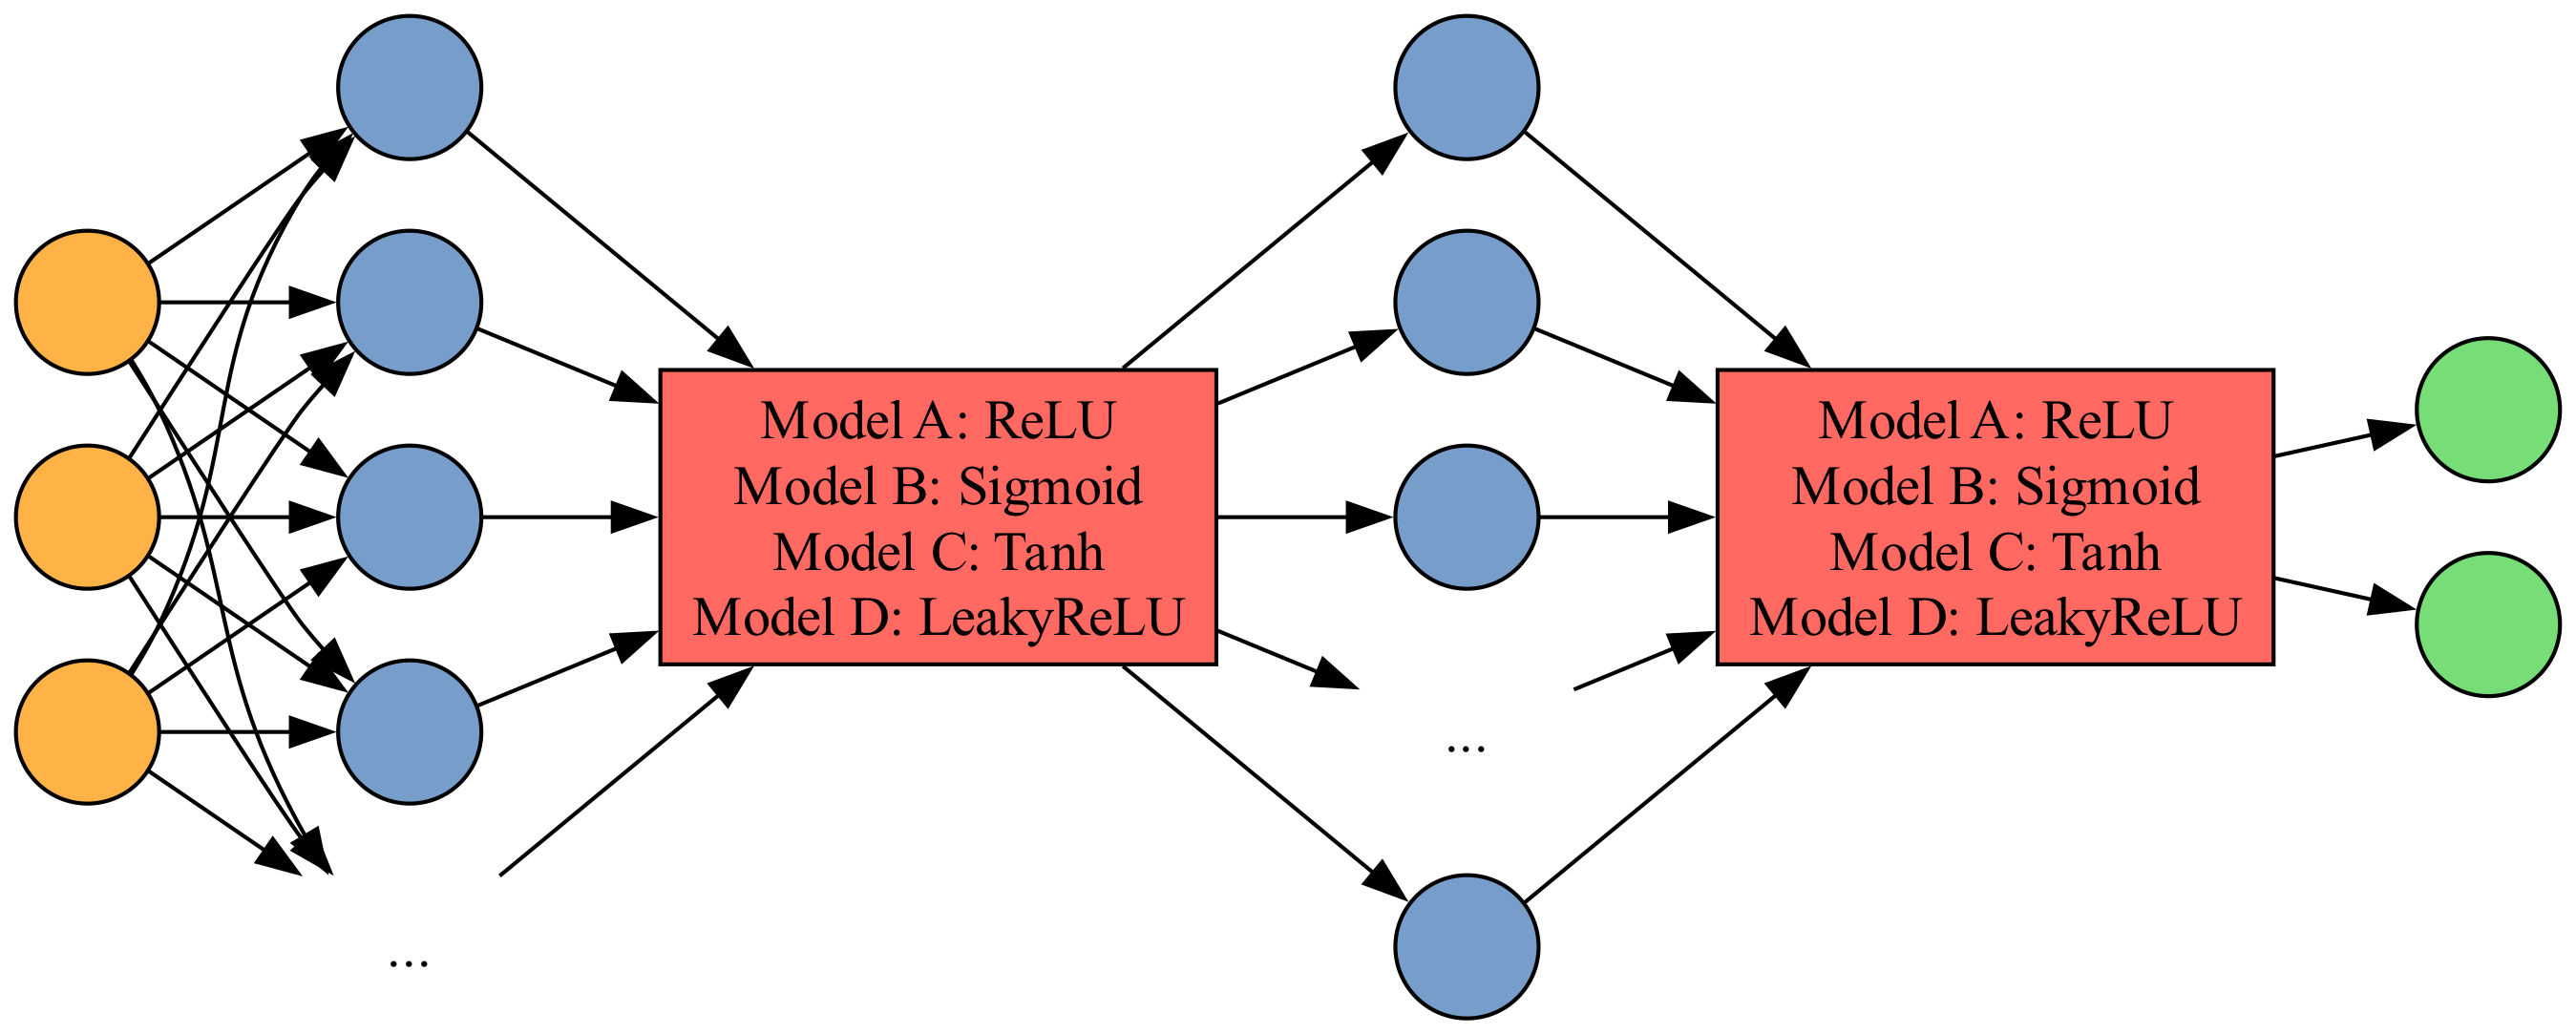 Model A: ReLU
Model B: Sigmoid
Model C: Tanh
Model D: LeakyReLU
...
Model A: ReLU
Model B: Sigmoid
Model C: Tanh
Model D: LeakyReLU
...